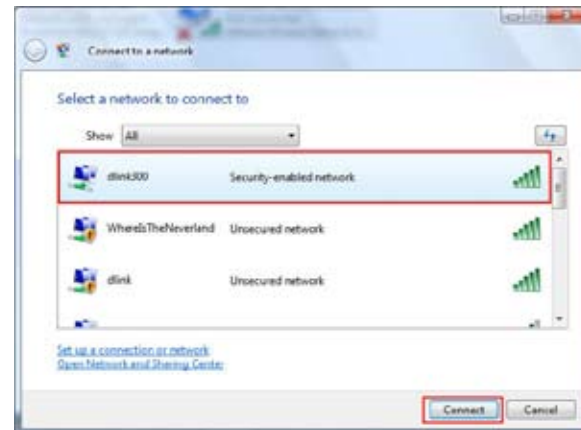 Connect to a network
Select a network to connect to
Show All
dlink300 Security-enabled network
WhereIsTheNeverland Unsecured network
dlink Unsecured network
Set up a connection or network
Open Network and Sharing Center
Connect Cancel